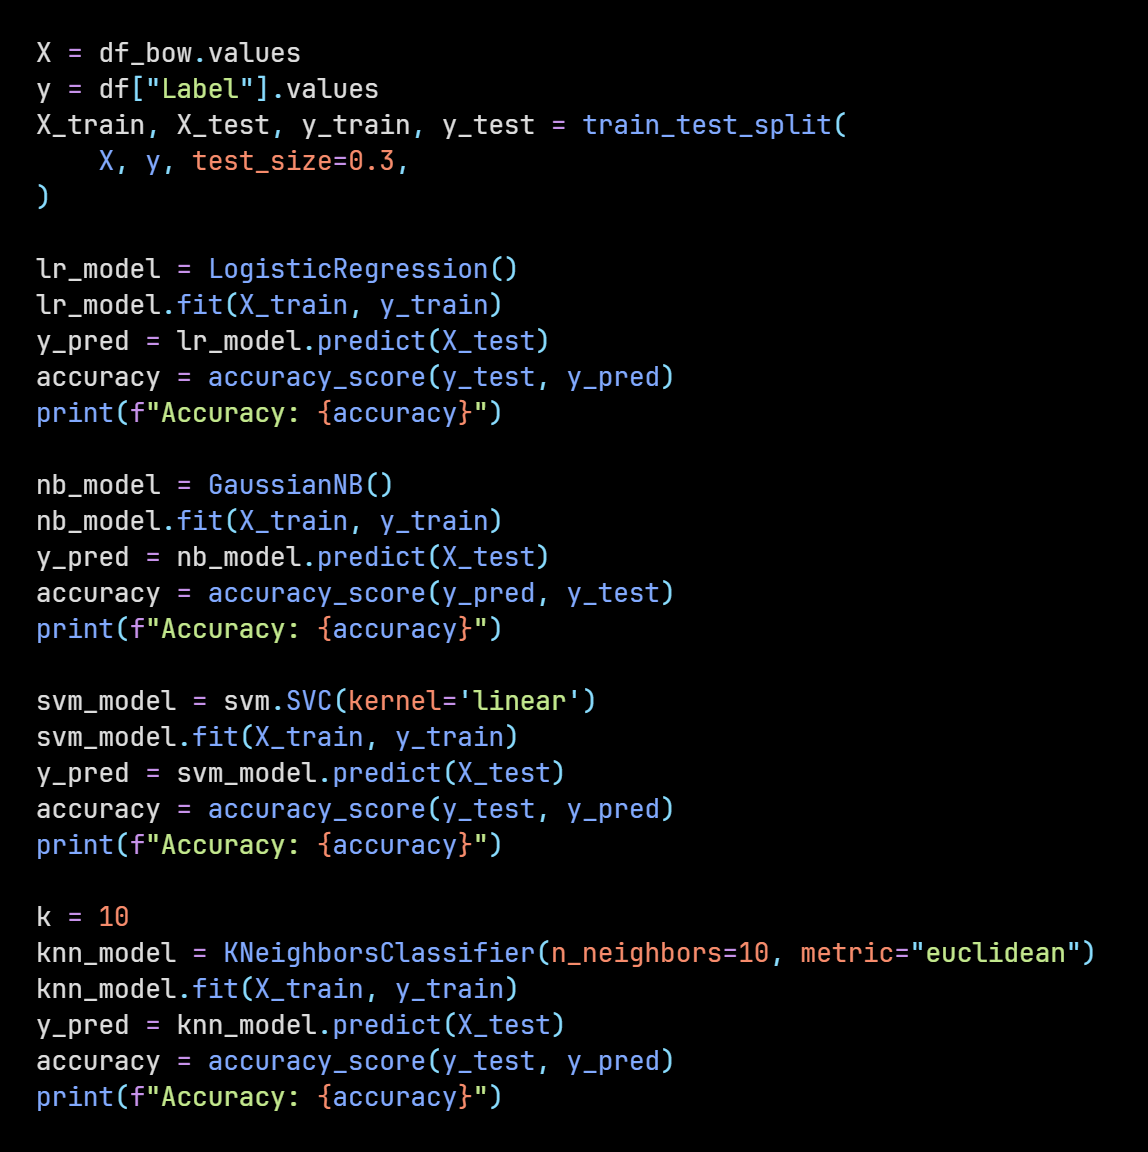 X = df_bow.values
y = df["Label"].values
X_train, X_test, y_train, y_test = train_test_split(
    X, y, test_size=0.3,
)

lr_model = LogisticRegression()
lr_model.fit(X_train, y_train)
y_pred = lr_model.predict(X_test)
accuracy = accuracy_score(y_test, y_pred)
print(f"Accuracy: {accuracy}")

nb_model = GaussianNB()
nb_model.fit(X_train, y_train)
y_pred = nb_model.predict(X_test)
accuracy = accuracy_score(y_pred, y_test)
print(f"Accuracy: {accuracy}")

svm_model = svm.SVC(kernel='linear')
svm_model.fit(X_train, y_train)
y_pred = svm_model.predict(X_test)
accuracy = accuracy_score(y_test, y_pred)
print(f"Accuracy: {accuracy}")

k = 10
knn_model = KNeighborsClassifier(n_neighbors=10, metric="euclidean")
knn_model.fit(X_train, y_train)
y_pred = knn_model.predict(X_test)
accuracy = accuracy_score(y_test, y_pred)
print(f"Accuracy: {accuracy}")